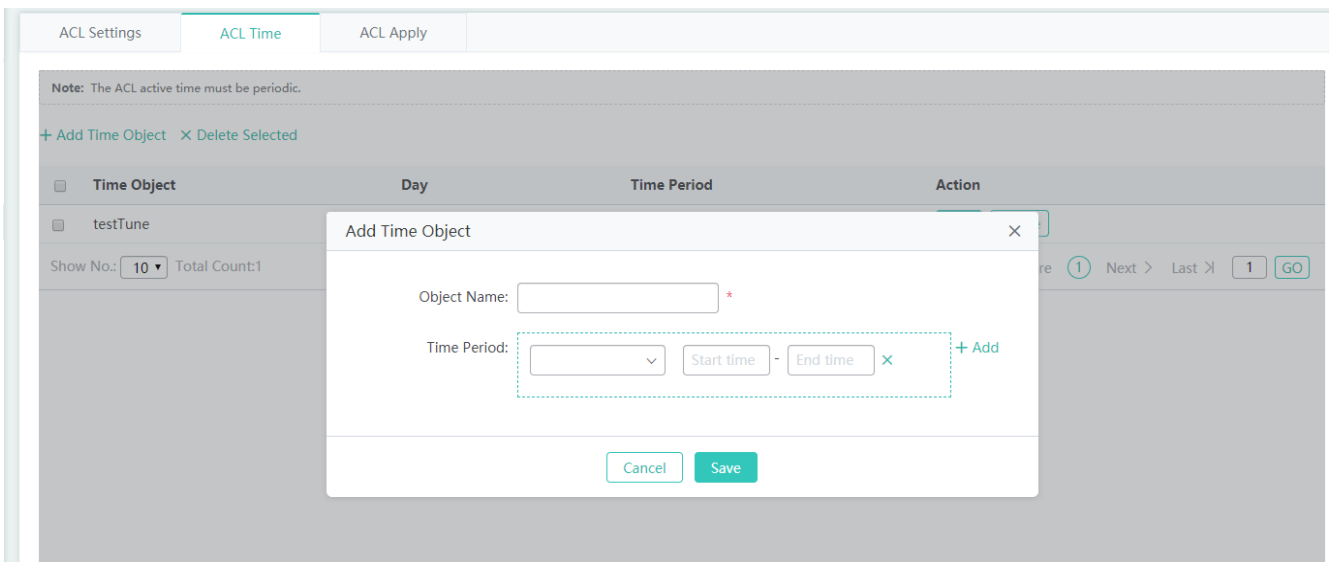 ACL Settings ACL Time ACL Apply
Note: The ACL active time must be periodic.
+ Add Time Object × Delete Selected
Time Object Day Time Period Action
testTune
Add Time Object ×
Show No.: 10 Total Count:1
re 1 Next > Last 1 GO
Object Name: *
Time Period: Start time - End time × + Add
Cancel Save